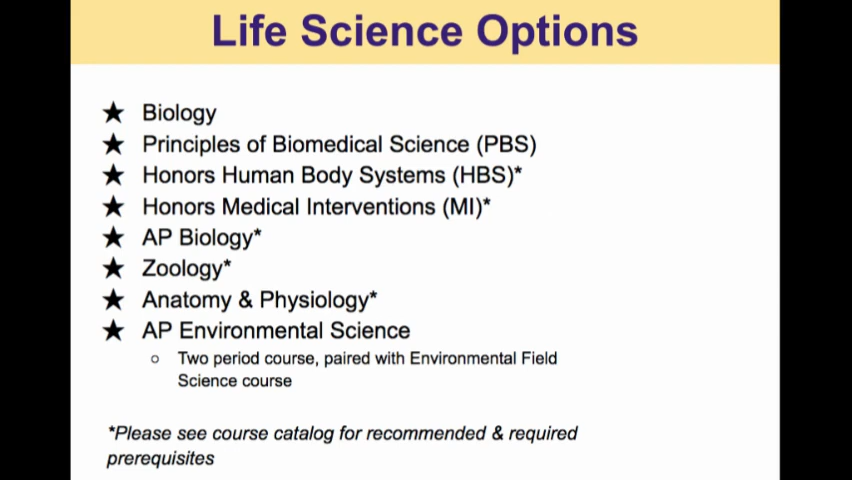 Life Science Options
★ Biology
★ Principles of Biomedical Science (PBS)
★ Honors Human Body Systems (HBS)*
★ Honors Medical Interventions (MI)*
★ AP Biology*
★ Zoology*
★ Anatomy & Physiology*
★ AP Environmental Science
○ Two period course, paired with Environmental Field
Science course
*Please see course catalog for recommended & required
prerequisites